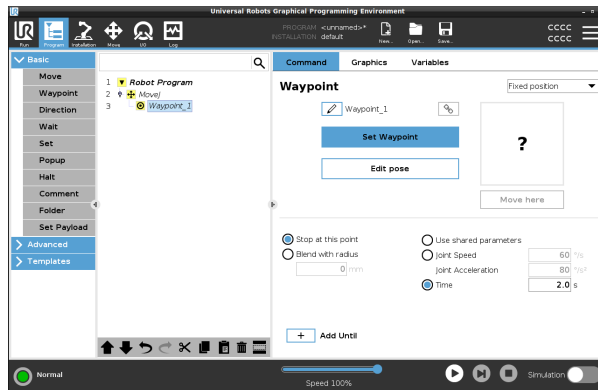 Universal Robots Graphical Programming Environment
UR
Run Program Installation Move I/O Log
PROGRAM <unnamed>*
INSTALLATION default
New... Open... Save...
CCCC
CCCC
Basic
Move
Waypoint
Direction
Wait
Set
Popup
Halt
Comment
Folder
Set Payload
Advanced
Templates
1 Robot Program
2 MoveJ
3 Waypoint_1
Command Graphics Variables
Waypoint
Fixed position
Waypoint_1
Set Waypoint
Edit pose
?
Move here
Stop at this point
Blend with radius
0 mm
Use shared parameters
Joint Speed 60 °/s
Joint Acceleration 80 °/s²
Time 2.0 s
+ Add Until
Normal
Speed 100%
Simulation